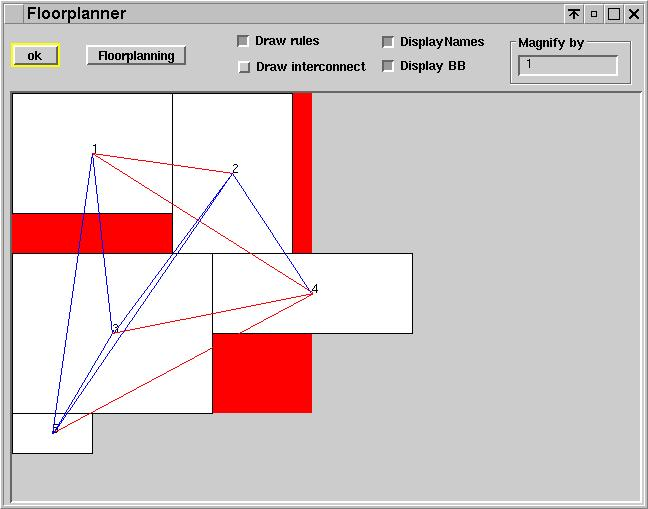 Floorplanner
ok
Floorplanning
Draw rules
Draw interconnect
DisplayNames
Display BB
Magnify by
1
1
2
3
4
5